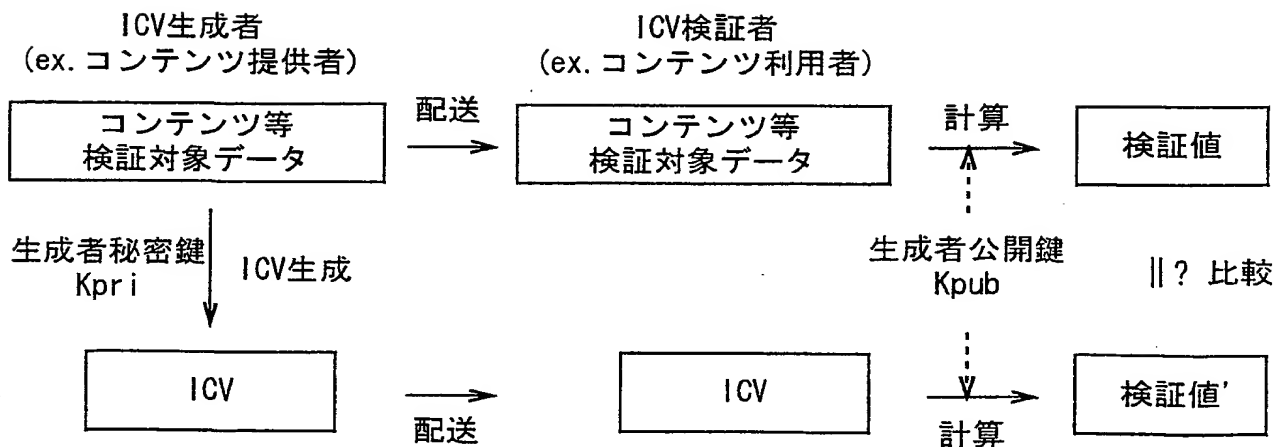 ICV生成者
(ex.コンテンツ提供者)
ICV検証者
(ex.コンテンツ利用者)
コンテンツ等
検証対象データ
配送
コンテンツ等
検証対象データ
計算
検証値
生成者秘密鍵
Kpri
ICV生成
生成者公開鍵
Kpub
||? 比較
ICV
配送
ICV
計算
検証値'